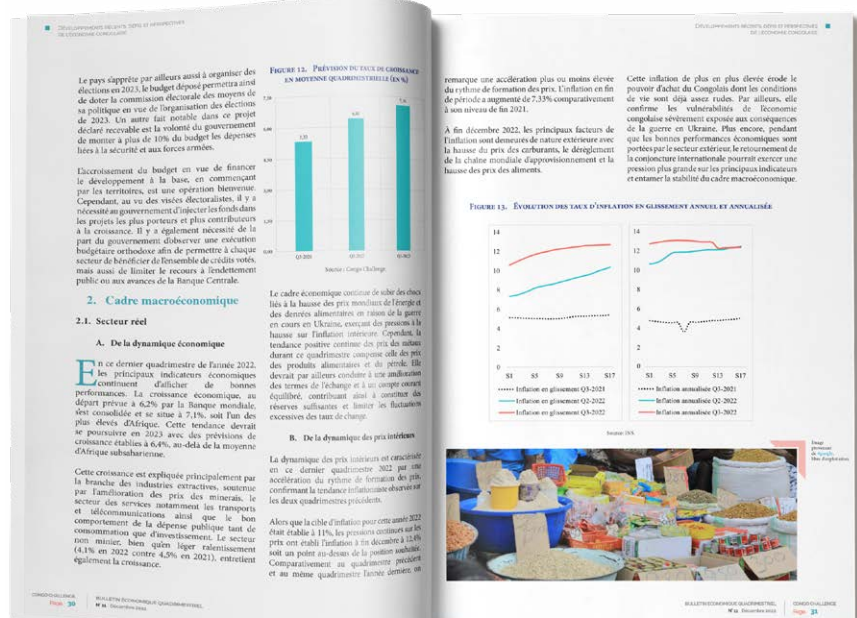 DÉVELOPPEMENTS RÉCENTS, DÉFIS ET PERSPECTIVES
DE L'ÉCONOMIE CONGOLAISE
Le pays s'apprête par ailleurs aussi à organiser des
élections en 2023, le budget déposé permettra ainsi
de doter la commission électorale des moyens de
sa politique en vue de l'organisation des élections
de 2023. Un autre fait notable dans ce projet
déclaré recevable est la volonté du gouvernement
de monter à plus de 10% du budget les dépenses
liées à la sécurité et aux forces armées.
L'accroissement du budget en vue de financer
le développement à la base, en commençant
par les territoires, est une opération bienvenue.
Cependant, au vu des visées électoralistes, il y a
nécessité au gouvernement d'injecter les fonds dans
les projets les plus porteurs et plus contributeurs
à la croissance. Il y a également nécessité de la
part du gouvernement d'observer une exécution
budgétaire orthodoxe afin de permettre à chaque
secteur de bénéficier de l'ensemble de crédits votés,
mais aussi de limiter le recours à l'endettement
public ou aux avances de la Banque Centrale.
2. Cadre macroéconomique
2.1. Secteur réel
A. De la dynamique économique
En ce dernier quadrimestre de l'année 2022,
les principaux indicateurs économiques
continuent d'afficher de bonnes
performances. La croissance économique, au
départ prévue à 6,2% par la Banque mondiale,
s'est consolidée et se situe à 7,1%, soit l'un des
plus élevés d'Afrique. Cette tendance devrait
se poursuivre en 2023 avec des prévisions de
croissance établies à 6,4%, au-delà de la moyenne
d'Afrique subsaharienne.
Cette croissance est expliquée principalement par
la branche des industries extractives, soutenue
par l'amélioration des prix des minerais, le
secteur des services notamment les transports
et télécommunications ainsi que le bon
comportement de la dépense publique tant de
consommation que d'investissement. Le secteur
non minier, bien qu'en léger ralentissement
(4,1% en 2022 contre 4,5% en 2021), entretient
également la croissance.
FIGURE 12. PRÉVISION DU TAUX DE CROISSANCE
EN MOYENNE QUADRIMESTRIELLE (EN %)
Source : Congo Challenge
Le cadre économique continue de subir des chocs
liés à la hausse des prix mondiaux de l'énergie et
des denrées alimentaires en raison de la guerre
en cours en Ukraine, exerçant des pressions à la
hausse sur l'inflation intérieure. Cependant, la
tendance positive continue des prix des métaux
durant ce quadrimestre compense celle des prix
des produits alimentaires et du pétrole. Elle
devrait par ailleurs conduire à une amélioration
des termes de l'échange et à un compte courant
équilibré, contribuant ainsi à constituer des
réserves suffisantes et limiter les fluctuations
excessives des taux de change.
B. De la dynamique des prix intérieurs
La dynamique des prix intérieurs est caractérisée
en ce dernier quadrimestre 2022 par une
accélération du rythme de formation des prix,
confirmant la tendance inflationniste observée sur
les deux quadrimestres précédents.
Alors que la cible d'inflation pour cette année 2022
était établie à 11%, les pressions continues sur les
prix ont établi l'inflation à fin décembre à 12,4%
soit un point au-dessus de la position souhaitée.
Comparativement au quadrimestre précédent
et au même quadrimestre l'année dernière, on
CONGO CHALLENGE
Page 30
BULLETIN ÉCONOMIQUE QUADRIMESTRIEL
Décembre 2022
DÉVELOPPEMENTS RÉCENTS, DÉFIS ET PERSPECTIVES
DE L'ÉCONOMIE CONGOLAISE
remarque une accélération plus ou moins élevée
du rythme de formation des prix. L'inflation en fin
de période a augmenté de 7,33% comparativement
à son niveau de fin 2021.
À fin décembre 2022, les principaux facteurs de
l'inflation sont demeurés de nature extérieure avec
la hausse du prix des carburants, le dérèglement
de la chaîne mondiale d'approvisionnement et la
hausse des prix des aliments.
Cette inflation de plus en plus élevée érode le
pouvoir d'achat du Congolais dont les conditions
de vie sont déjà assez rudes. Par ailleurs, elle
confirme les vulnérabilités de l'économie
congolaise sévèrement exposée aux conséquences
de la guerre en Ukraine. Plus encore, pendant
que les bonnes performances économiques sont
portées par le secteur extérieur, le retournement de
la conjoncture internationale pourrait exercer une
pression plus grande sur les principaux indicateurs
et entamer la stabilité du cadre macroéconomique.
FIGURE 13. ÉVOLUTION DES TAUX D'INFLATION EN GLISSEMENT ANNUEL ET ANNUALISÉE
14
12
10
8
6
4
2
0
S1 S5 S9 S13 S17
Inflation en glissement Q3-2021
Inflation en glissement Q2-2022
Inflation en glissement Q3-2022
14
12
10
8
6
4
2
0
S1 S5 S9 S13 S17
Inflation annualisée Q3-2021
Inflation annualisée Q2-2022
Inflation annualisée Q3-2022
Image
provenant
BULLETIN ÉCONOMIQUE QUADRIMESTRIEL
Décembre 2022
CONGO CHALLENGE
Page 31